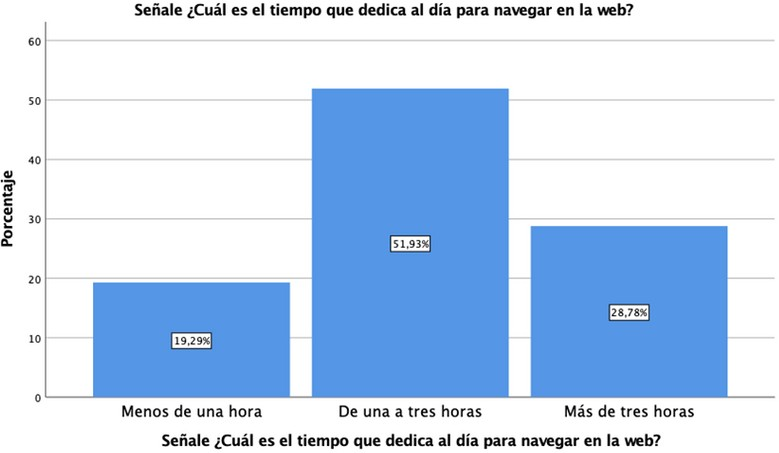 Señale ¿Cuál es el tiempo que dedica al día para navegar en la web?
Porcentaje
60
50
40
30
20
10
0
19,29%
51,93%
28,78%
Menos de una hora
De una a tres horas
Más de tres horas
Señale ¿Cuál es el tiempo que dedica al día para navegar en la web?